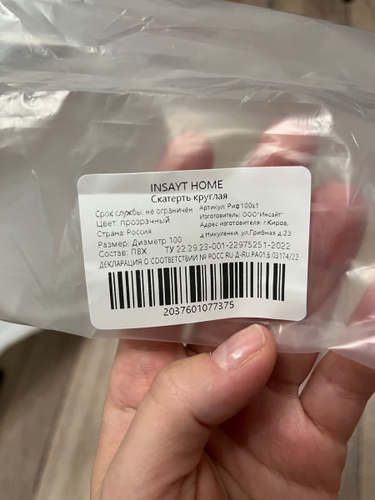 INSAYT HOME
Скатерть круглая
Срок службы: не ограничен
Цвет: прозрачный
Страна: Россия
Размер: Диаметр 100
Состав: ПВХ
Артикул: Риф100х1
Изготовитель: ООО"Инсайт"
Адрес изготовителя: г.Киров,
д.Никуленки, ул.Грибная д.23
ТУ 22.29.23-001-22975251-2022
ДЕКЛАРАЦИЯ О СООТВЕТСТВИИ № РОСС RU Д-RU.РА01.В.03174/22
2037601077375